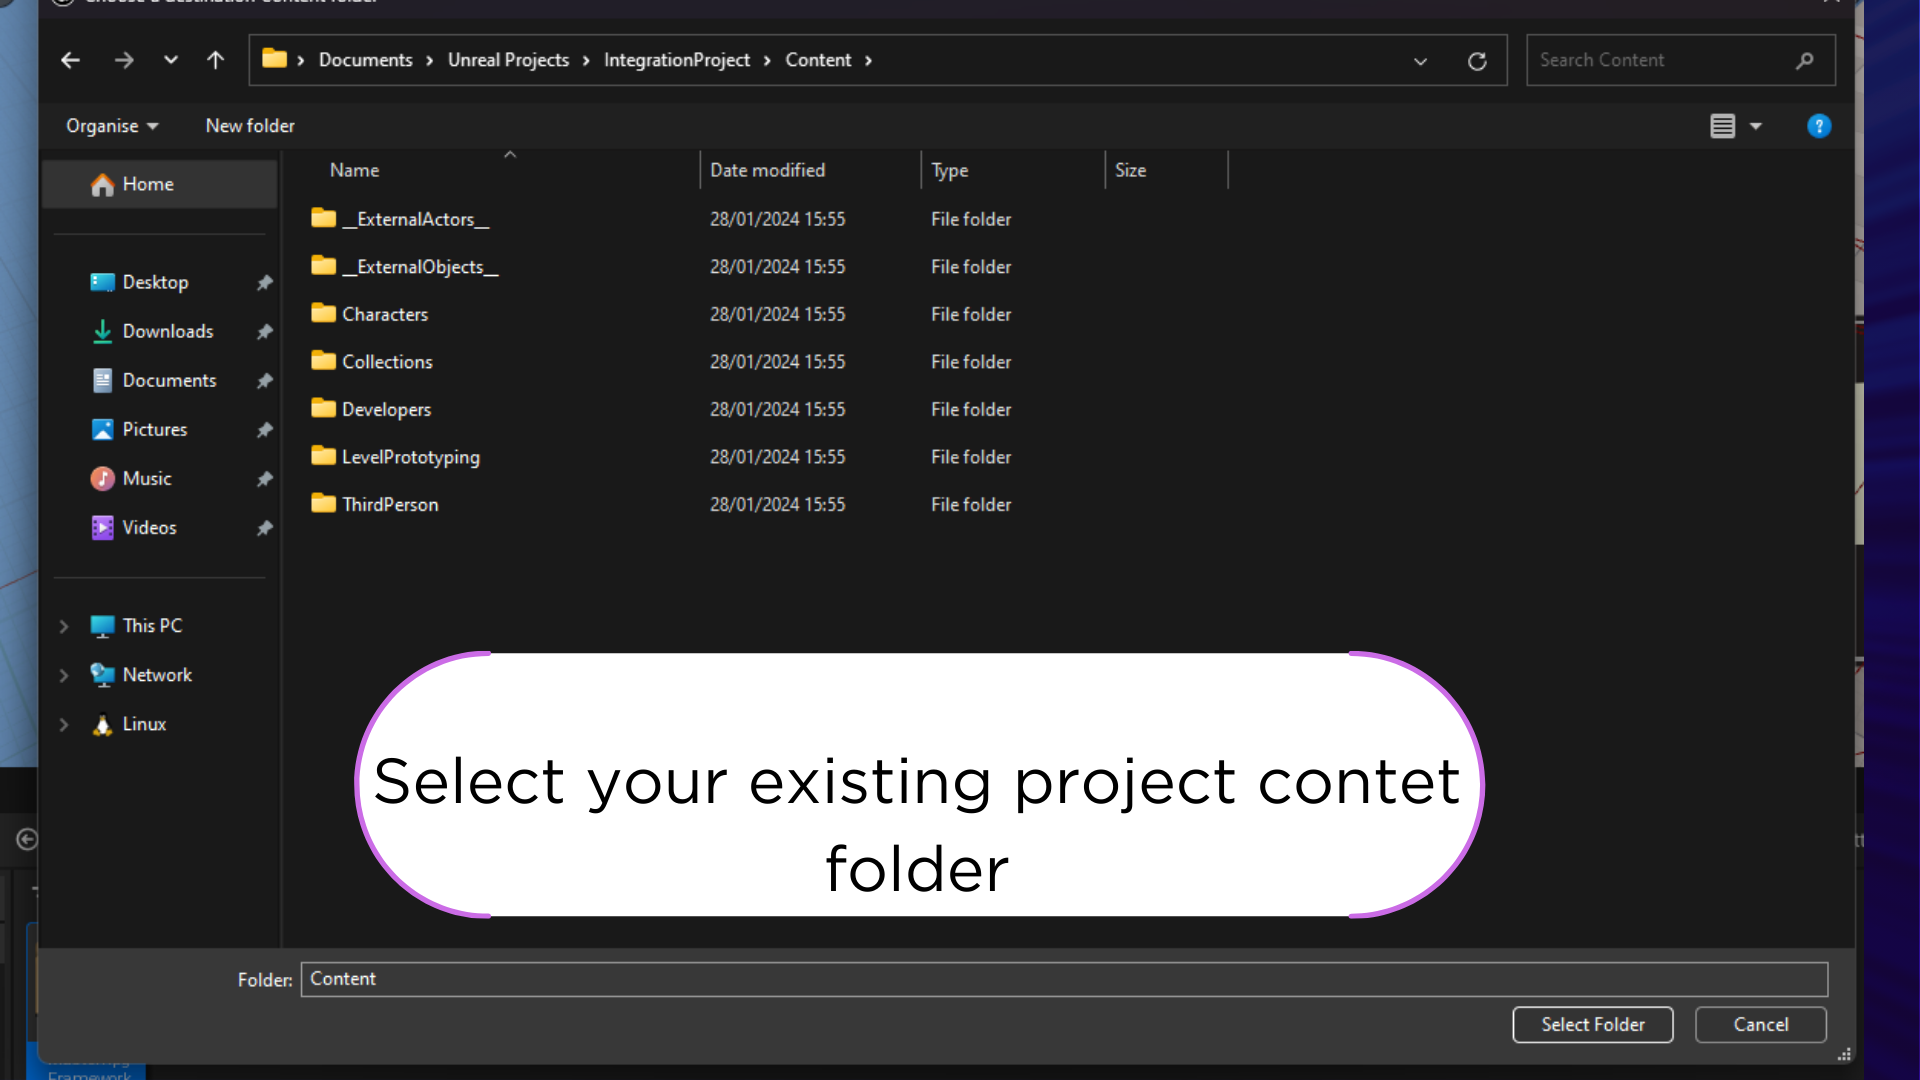 Documents > Unreal Projects > IntegrationProject > Content >
Search Content
Organise
New folder
Name
Date modified
Type
Size
Home
Desktop
Downloads
Documents
Pictures
Music
Videos
This PC
Network
Linux
__ExternalActors__ 28/01/2024 15:55 File folder
__ExternalObjects__ 28/01/2024 15:55 File folder
Characters 28/01/2024 15:55 File folder
Collections 28/01/2024 15:55 File folder
Developers 28/01/2024 15:55 File folder
LevelPrototyping 28/01/2024 15:55 File folder
ThirdPerson 28/01/2024 15:55 File folder
Select your existing project contet
folder
Folder: Content
Select Folder
Cancel
Framework